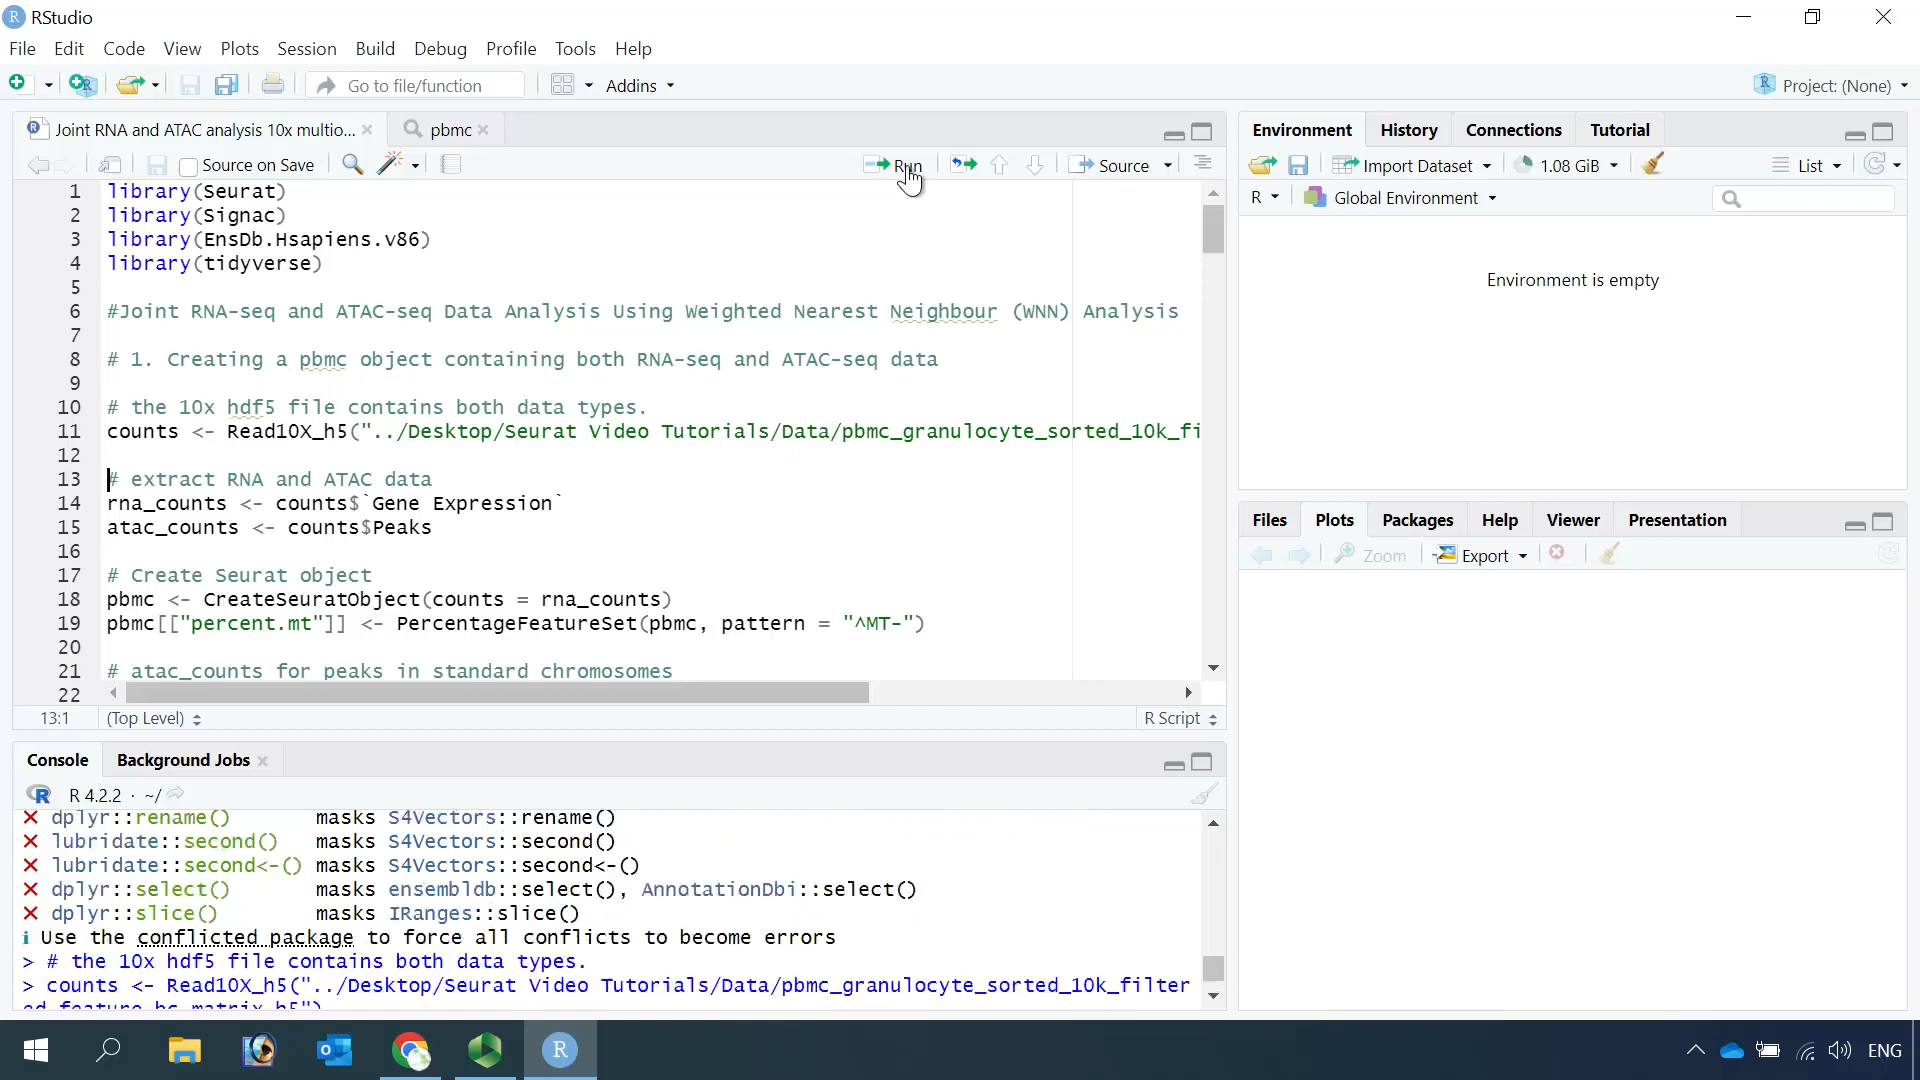 RStudio
File Edit Code View Plots Session Build Debug Profile Tools Help
Go to file/function Addins Project: (None)
Joint RNA and ATAC analysis 10x multio... pbmc
Source on Save Run Source
1 library(Seurat)
2 library(Signac)
3 library(EnsDb.Hsapiens.v86)
4 library(tidyverse)
5
6 #Joint RNA-seq and ATAC-seq Data Analysis Using Weighted Nearest Neighbour (WNN) Analysis
7
8 # 1. Creating a pbmc object containing both RNA-seq and ATAC-seq data
9
10 # the 10x hdf5 file contains both data types.
11 counts <- Read10X_h5("../Desktop/Seurat Video Tutorials/Data/pbmc_granulocyte_sorted_10k_fi
12
13 # extract RNA and ATAC data
14 rna_counts <- counts$`Gene Expression`
15 atac_counts <- counts$Peaks
16
17 # Create Seurat object
18 pbmc <- CreateSeuratObject(counts = rna_counts)
19 pbmc[["percent.mt"]] <- PercentageFeatureSet(pbmc, pattern = "^MT-")
20
21 # atac_counts for peaks in standard chromosomes
22
13:1 (Top Level) R Script
Console Background Jobs
R 4.2.2 · ~/
✕ dplyr::rename() masks S4Vectors::rename()
✕ lubridate::second() masks S4Vectors::second()
✕ lubridate::second<-() masks S4Vectors::second<-()
✕ dplyr::select() masks ensembldb::select(), AnnotationDbi::select()
✕ dplyr::slice() masks IRanges::slice()
ℹ Use the conflicted package to force all conflicts to become errors
> # the 10x hdf5 file contains both data types.
> counts <- Read10X_h5("../Desktop/Seurat Video Tutorials/Data/pbmc_granulocyte_sorted_10k_filter
ed_feature_bc_matrix.h5")
Environment History Connections Tutorial
Import Dataset 1.08 GiB List
R Global Environment
Environment is empty
Files Plots Packages Help Viewer Presentation
Zoom Export
ENG